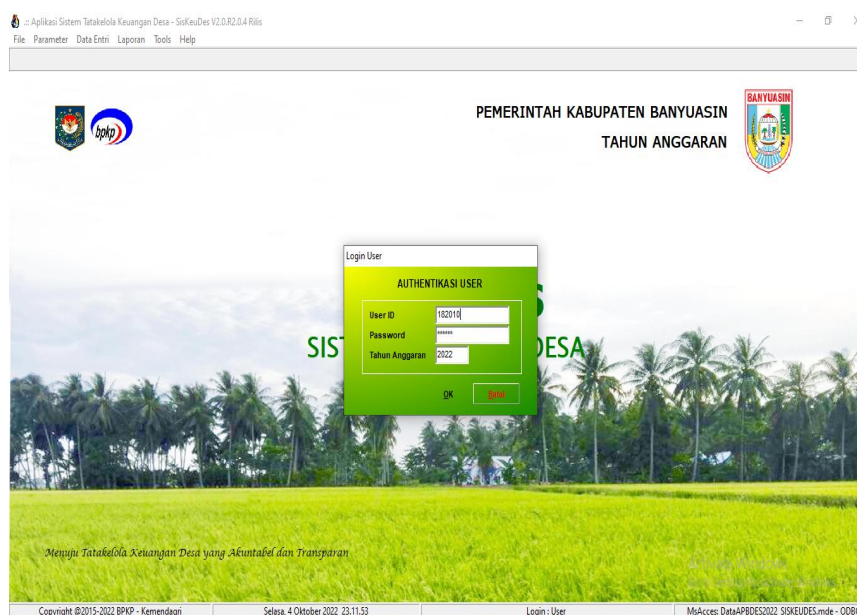 .:: Aplikasi Sistem Tatakelola Keuangan Desa - SisKeuDes V2.0.R2.0.4 Rilis
File Parameter Data Entri Laporan Tools Help
bpkp
PEMERINTAH KABUPATEN BANYUASIN
TAHUN ANGGARAN
BANYUASIN
Login User
AUTHENTIKASI USER
User ID 182010
Password ******
Tahun Anggaran 2022
OK Batal
S
SIS DESA
Menuju Tatakelola Keuangan Desa yang Akuntabel dan Transparan
Copyright @2015-2022 BPKP - Kemendagri Selasa, 4 Oktober 2022 23.11.53 Login : User MsAcces: DataAPBDES2022 SISKEUDES.mde - ODBC